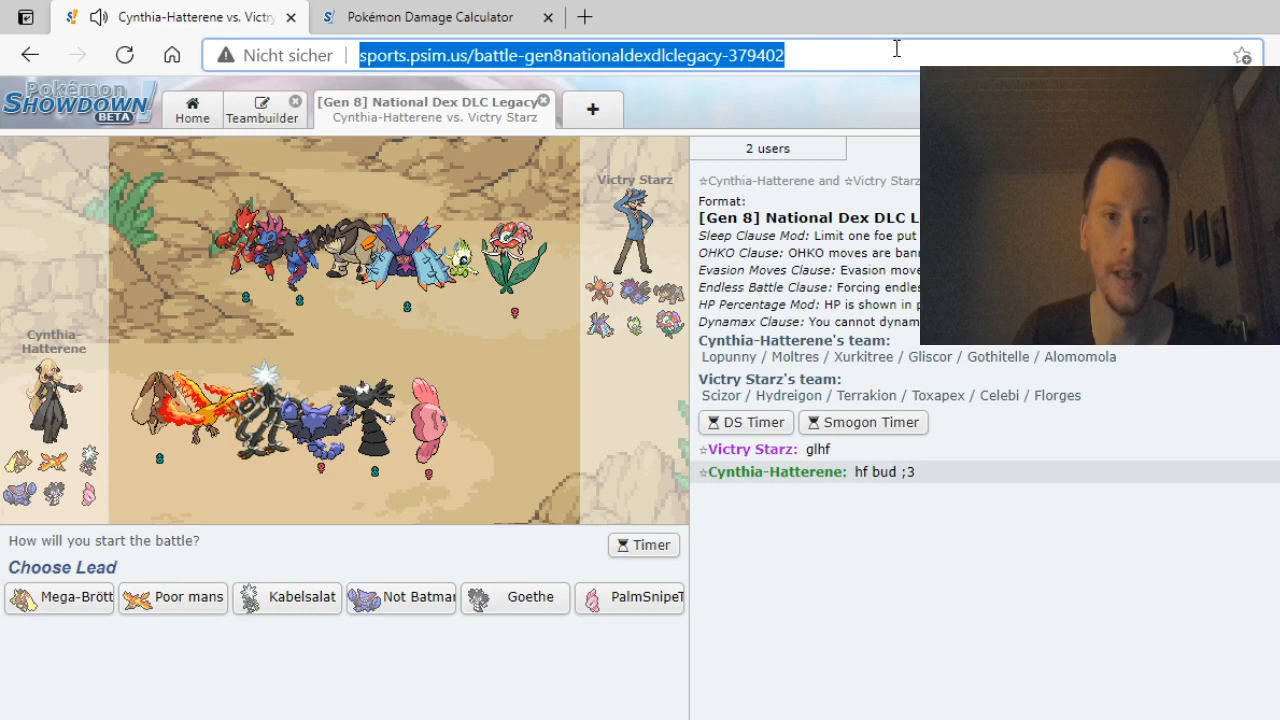 Cynthia-Hatterene vs. Victry
Pokémon Damage Calculator
Nicht sicher
sports.psim.us/battle-gen8nationaldexdlclegacy-379402
Pokémon
SHOWDOWN!
BETA
Home
Teambuilder
[Gen 8] National Dex DLC Legacy
Cynthia-Hatterene vs. Victry Starz
2 users
Victry Starz
Cynthia-
Hatterene
☆Cynthia-Hatterene and ☆Victry Starz
Format:
[Gen 8] National Dex DLC L
Sleep Clause Mod: Limit one foe put
OHKO Clause: OHKO moves are ban
Evasion Moves Clause: Evasion move
Endless Battle Clause: Forcing endles
HP Percentage Mod: HP is shown in p
Dynamax Clause: You cannot dynam
Cynthia-Hatterene's team:
Lopunny / Moltres / Xurkitree / Gliscor / Gothitelle / Alomomola
Victry Starz's team:
Scizor / Hydreigon / Terrakion / Toxapex / Celebi / Florges
DS Timer
Smogon Timer
☆Victry Starz: glhf
☆Cynthia-Hatterene: hf bud ;3
How will you start the battle?
Timer
Choose Lead
Mega-Brött
Poor mans
Kabelsalat
Not Batmar
Goethe
PalmSnipeT